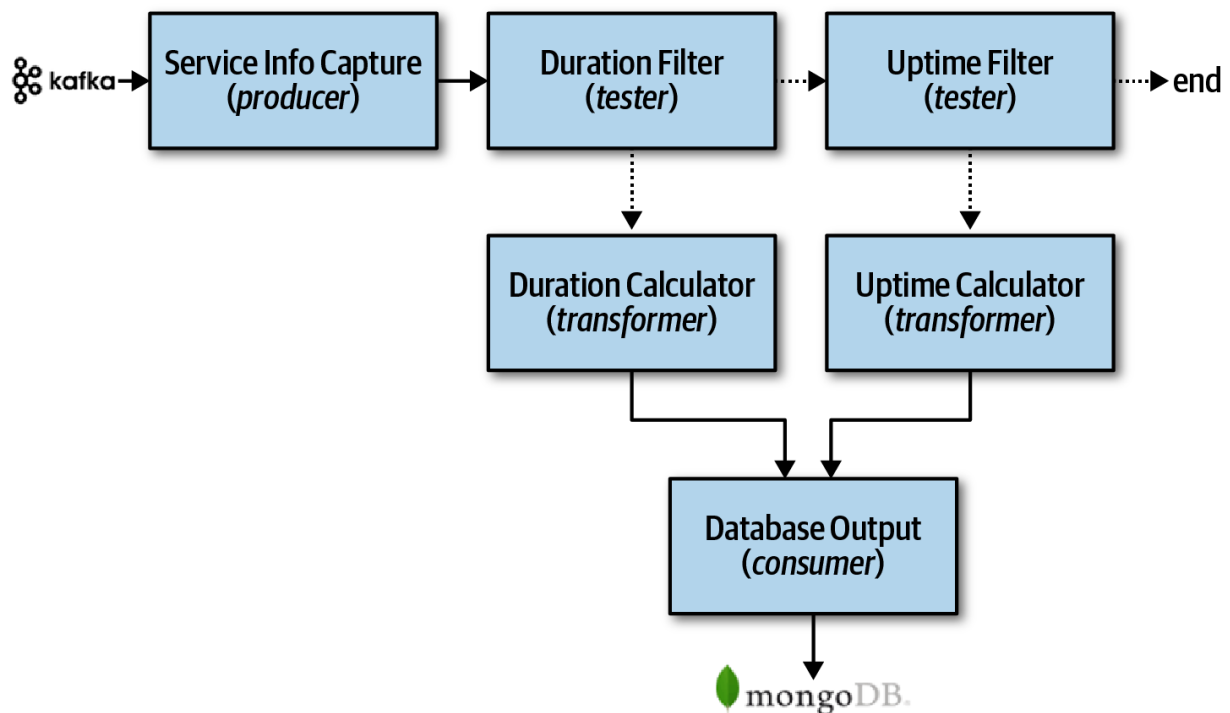 kafka
Service Info Capture
(producer)
Duration Filter
(tester)
Uptime Filter
(tester)
end
Duration Calculator
(transformer)
Uptime Calculator
(transformer)
Database Output
(consumer)
mongoDB.